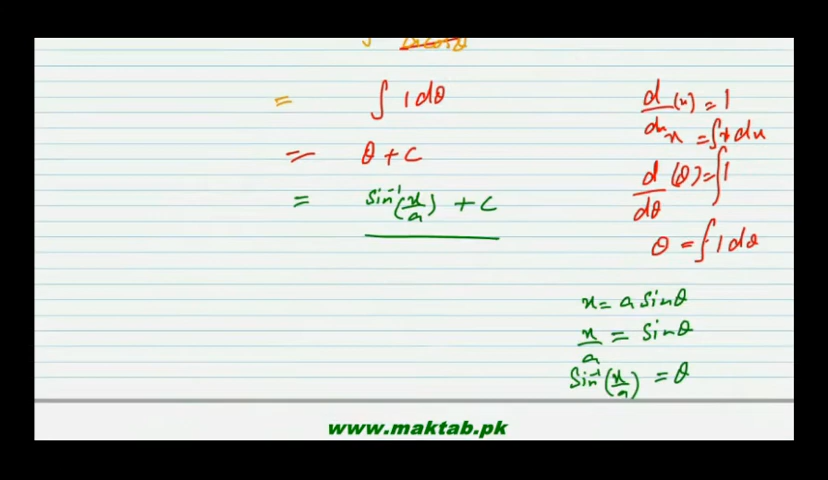 = ∫ 1 dθ
= θ + c
= sin⁻¹(x/a) + c
d/dx (x) = 1
x = ∫ 1 dx
d/dθ (θ) = ∫ 1
θ = ∫ 1 dθ
x = a sinθ
x/a = sinθ
sin⁻¹(x/a) = θ
www.maktab.pk